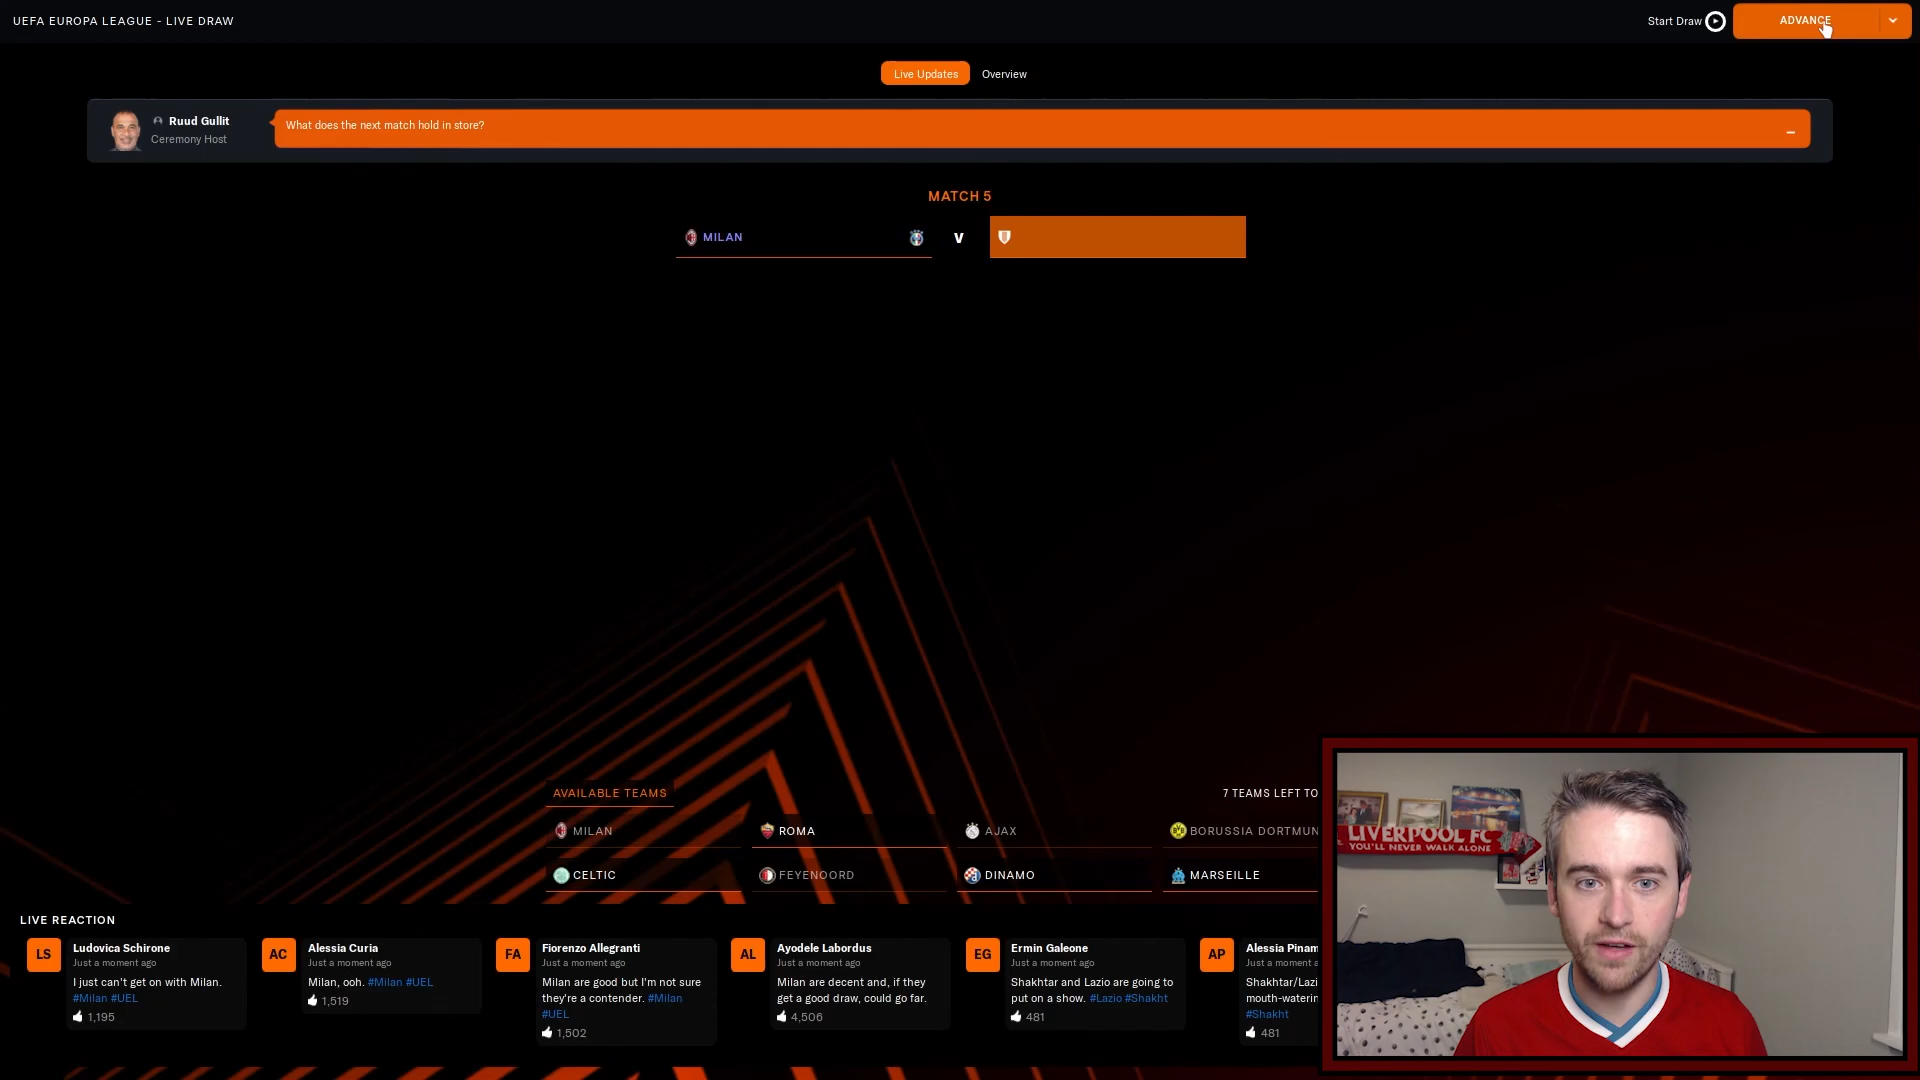 UEFA EUROPA LEAGUE - LIVE DRAW
Start Draw
ADVANCE
Live Updates
Overview
Ruud Gullit
Ceremony Host
What does the next match hold in store?
MATCH 5
MILAN
V
AVAILABLE TEAMS
7 TEAMS LEFT TO
MILAN
ROMA
AJAX
BORUSSIA DORTMUN
CELTIC
FEYENOORD
DINAMO
MARSEILLE
LIVE REACTION
LS
Ludovica Schirone
Just a moment ago
I just can't get on with Milan.
#Milan #UEL
1,195
AC
Alessia Curia
Just a moment ago
Milan, ooh. #Milan #UEL
1,519
FA
Fiorenzo Allegranti
Just a moment ago
Milan are good but I'm not sure
they're a contender. #Milan
#UEL
1,502
AL
Ayodele Labordus
Just a moment ago
Milan are decent and, if they
get a good draw, could go far.
4,506
EG
Ermin Galeone
Just a moment ago
Shakhtar and Lazio are going to
put on a show. #Lazio #Shakht
481
AP
Alessia Pinam
Just a moment a
Shakhtar/Lazi
mouth-waterin
#Shakht
481
LIVERPOOL FC
YOU'LL NEVER WALK ALONE